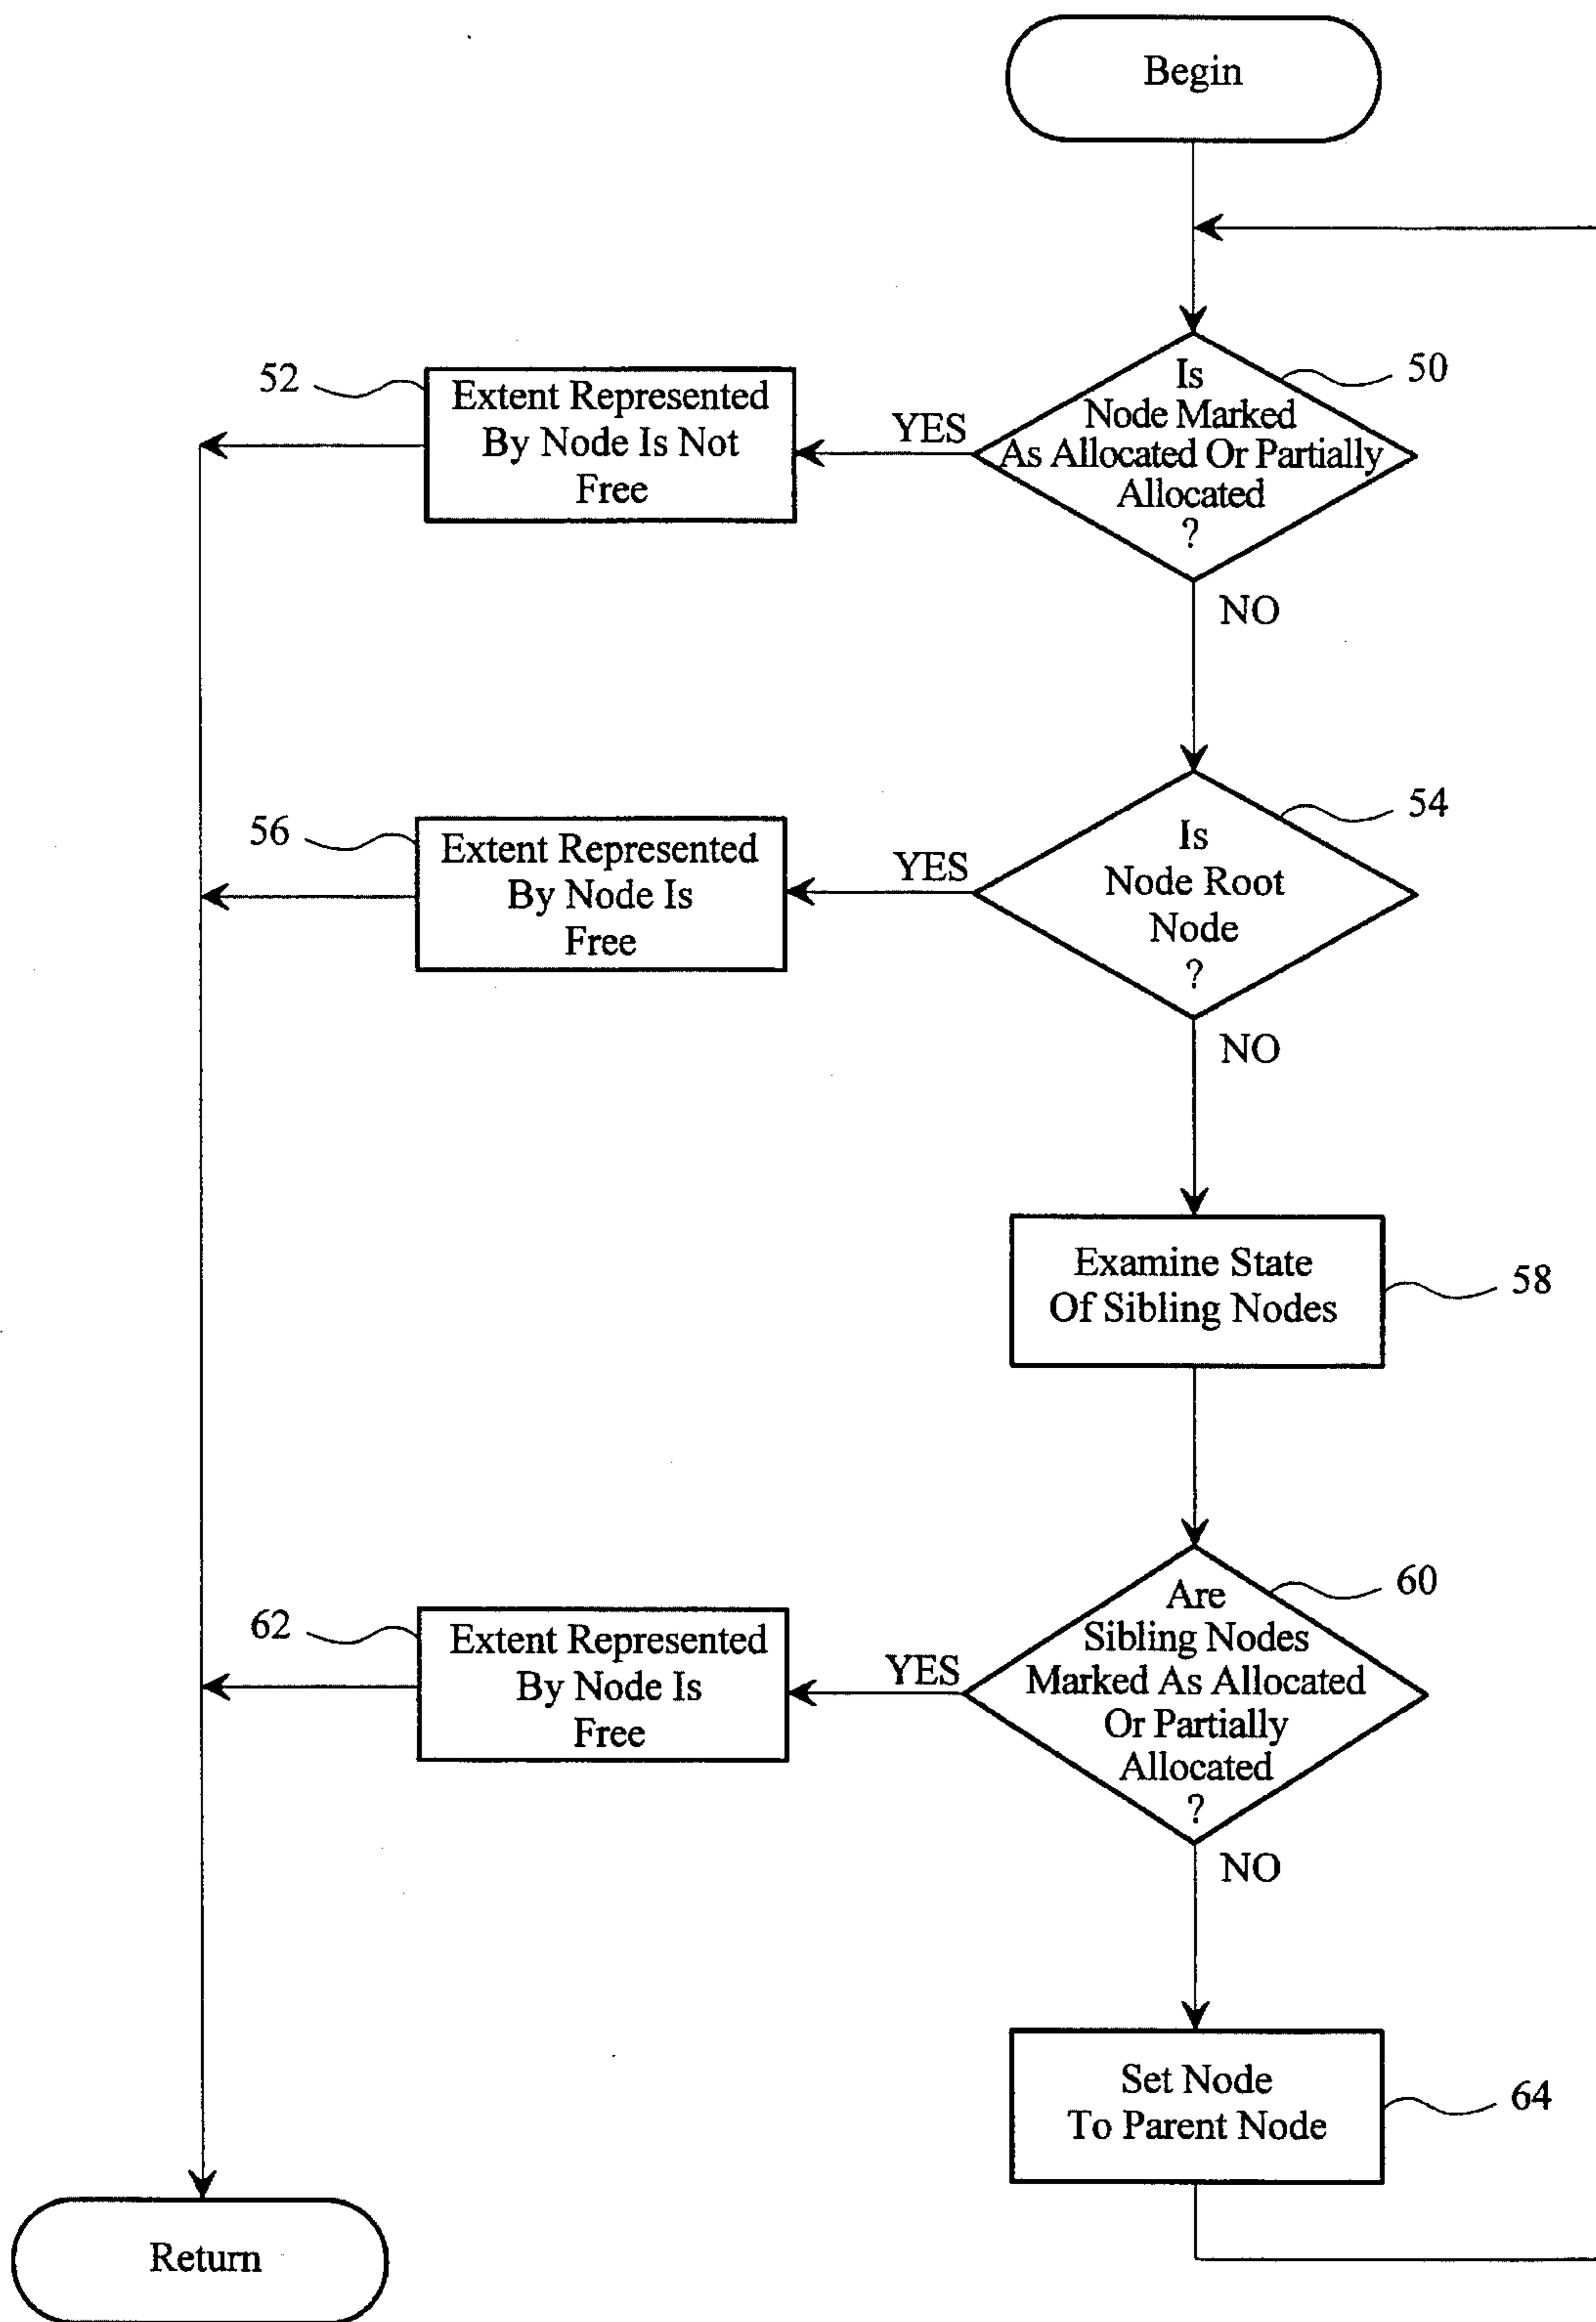 Begin
Is
Node Marked
As Allocated Or Partially
Allocated
?
50
YES
52
Extent Represented
By Node Is Not
Free
NO
Is
Node Root
Node
?
54
YES
56
Extent Represented
By Node Is
Free
NO
Examine State
Of Sibling Nodes
58
Are
Sibling Nodes
Marked As Allocated
Or Partially
Allocated
?
60
YES
62
Extent Represented
By Node Is
Free
NO
Set Node
To Parent Node
64
Return